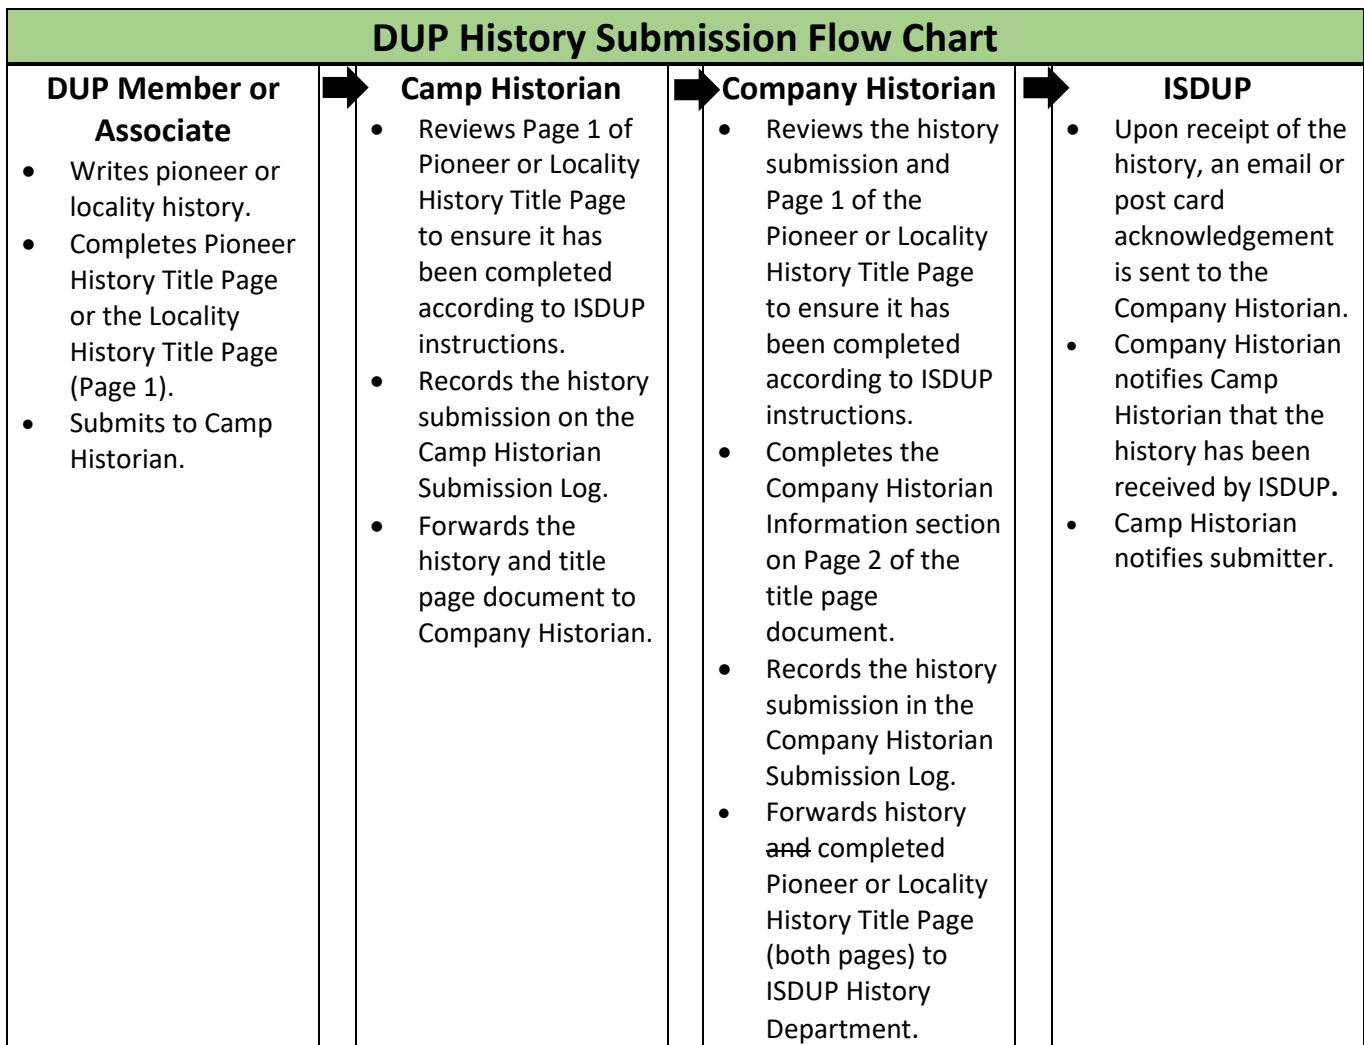 DUP History Submission Flow Chart
DUP Member or
Associate
• Writes pioneer or
locality history.
• Completes Pioneer
History Title Page
or the Locality
History Title Page
(Page 1).
• Submits to Camp
Historian.
Camp Historian
• Reviews Page 1 of
Pioneer or Locality
History Title Page
to ensure it has
been completed
according to ISDUP
instructions.
• Records the history
submission on the
Camp Historian
Submission Log.
• Forwards the
history and title
page document to
Company Historian.
Company Historian
• Reviews the history
submission and
Page 1 of the
Pioneer or Locality
History Title Page
to ensure it has
been completed
according to ISDUP
instructions.
• Completes the
Company Historian
Information section
on Page 2 of the
title page
document.
• Records the history
submission in the
Company Historian
Submission Log.
• Forwards history
and completed
Pioneer or Locality
History Title Page
(both pages) to
ISDUP History
Department.
ISDUP
• Upon receipt of the
history, an email or
post card
acknowledgement
is sent to the
Company Historian.
• Company Historian
notifies Camp
Historian that the
history has been
received by ISDUP.
• Camp Historian
notifies submitter.